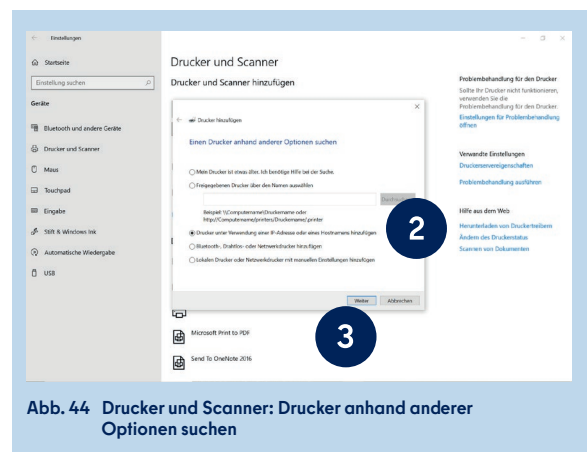 Einstellungen
Startseite
Einstellung suchen
Geräte
Bluetooth und andere Geräte
Drucker und Scanner
Maus
Touchpad
Eingabe
Stift & Windows Ink
Automatische Wiedergabe
USB
Drucker und Scanner
Drucker und Scanner hinzufügen
Drucker hinzufügen
Einen Drucker anhand anderer Optionen suchen
Mein Drucker ist etwas älter. Ich benötige Hilfe bei der Suche.
Freigegebenen Drucker über den Namen auswählen
Beispiel: \\Computername\Druckername oder
http://Computername/printers/Druckername/.printer
Drucker unter Verwendung einer IP-Adresse oder eines Hostnamens hinzufügen
Bluetooth-, Drahtlos- oder Netzwerkdrucker hinzufügen
Lokalen Drucker oder Netzwerkdrucker mit manuellen Einstellungen hinzufügen
2
Weiter
Abbrechen
3
Microsoft Print to PDF
Send To OneNote 2016
Problembehandlung für den Drucker
Sollte Ihr Drucker nicht funktionieren,
verwenden Sie die
Problembehandlung für den Drucker.
Einstellungen für Problembehandlung
öffnen
Verwandte Einstellungen
Druckerservereigenschaften
Problembehandlung ausführen
Hilfe aus dem Web
Herunterladen von Druckertreibern
Ändern des Druckerstatus
Scannen von Dokumenten
Abb. 44 Drucker und Scanner: Drucker anhand anderer
Optionen suchen